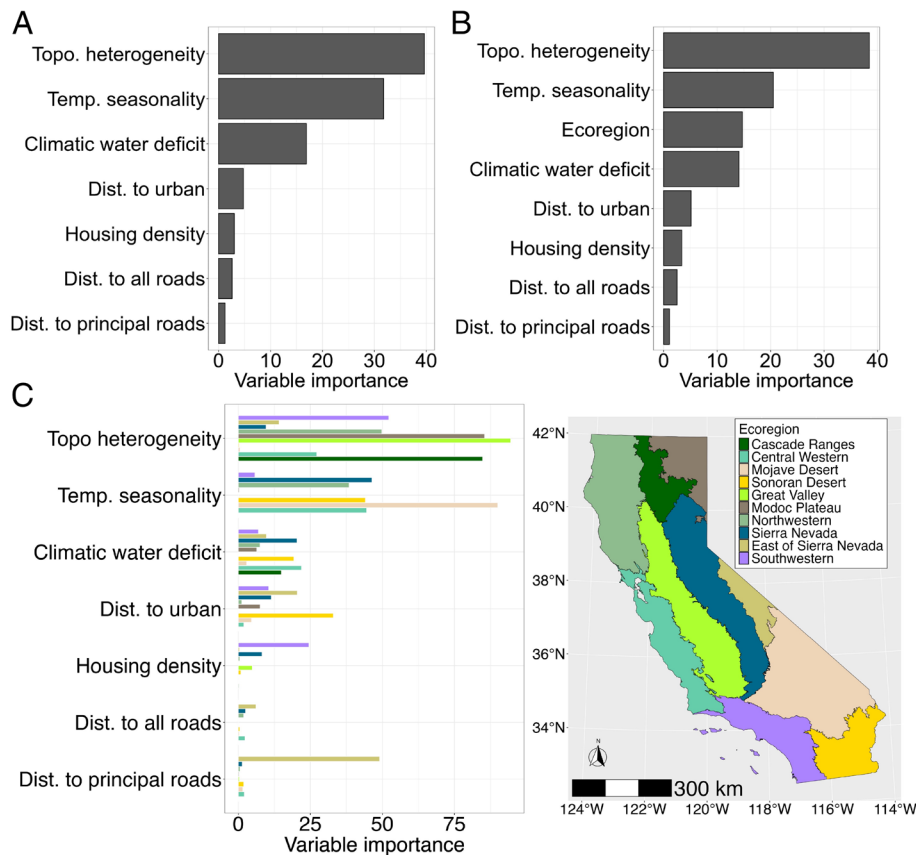 A
Topo. heterogeneity
Temp. seasonality
Climatic water deficit
Dist. to urban
Housing density
Dist. to all roads
Dist. to principal roads
0 10 20 30 40
Variable importance
B
Topo. heterogeneity
Temp. seasonality
Ecoregion
Climatic water deficit
Dist. to urban
Housing density
Dist. to all roads
Dist. to principal roads
0 10 20 30 40
Variable importance
C
Topo heterogeneity
Temp. seasonality
Climatic water deficit
Dist. to urban
Housing density
Dist. to all roads
Dist. to principal roads
0 25 50 75
Variable importance
42°N
40°N
38°N
36°N
34°N
Ecoregion
Cascade Ranges
Central Western
Mojave Desert
Sonoran Desert
Great Valley
Modoc Plateau
Northwestern
Sierra Nevada
East of Sierra Nevada
Southwestern
N
300 km
124°W 122°W 120°W 118°W 116°W 114°W